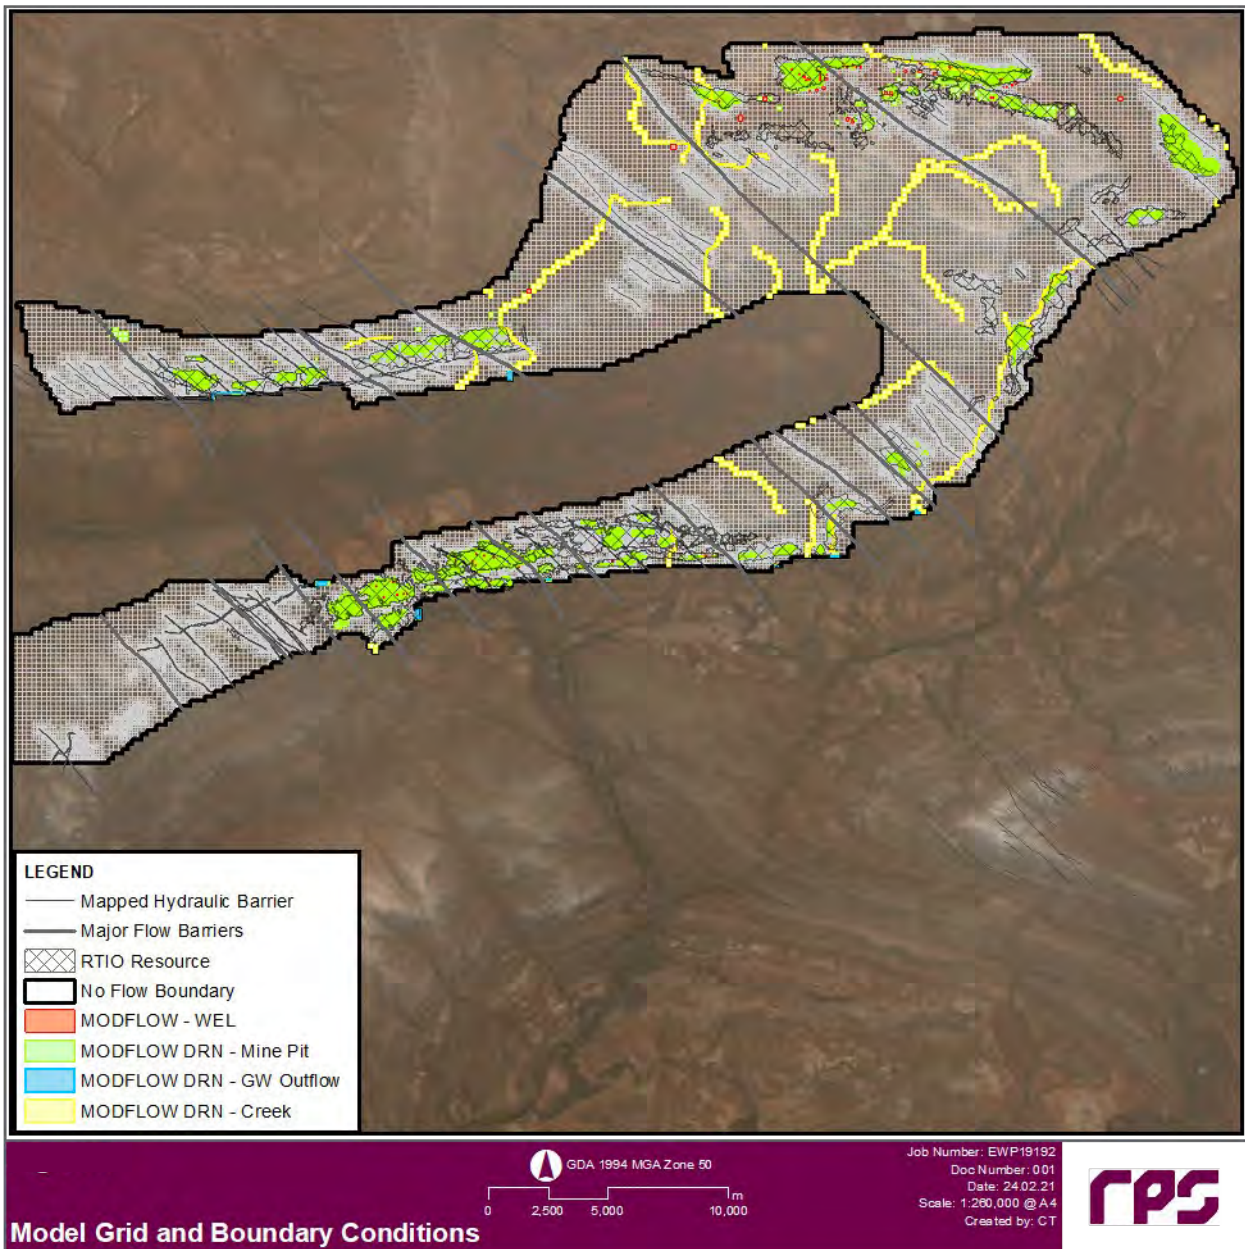 LEGEND
Mapped Hydraulic Barrier
Major Flow Barriers
RTIO Resource
No Flow Boundary
MODFLOW - WEL
MODFLOW DRN - Mine Pit
MODFLOW DRN - GW Outflow
MODFLOW DRN - Creek
GDA 1994 MGA Zone 50
m
0 2,500 5,000 10,000
Job Number: EWP19192
Doc Number: 001
Date: 24.02.21
Scale: 1:260,000 @ A4
Created by: CT
rps
Model Grid and Boundary Conditions